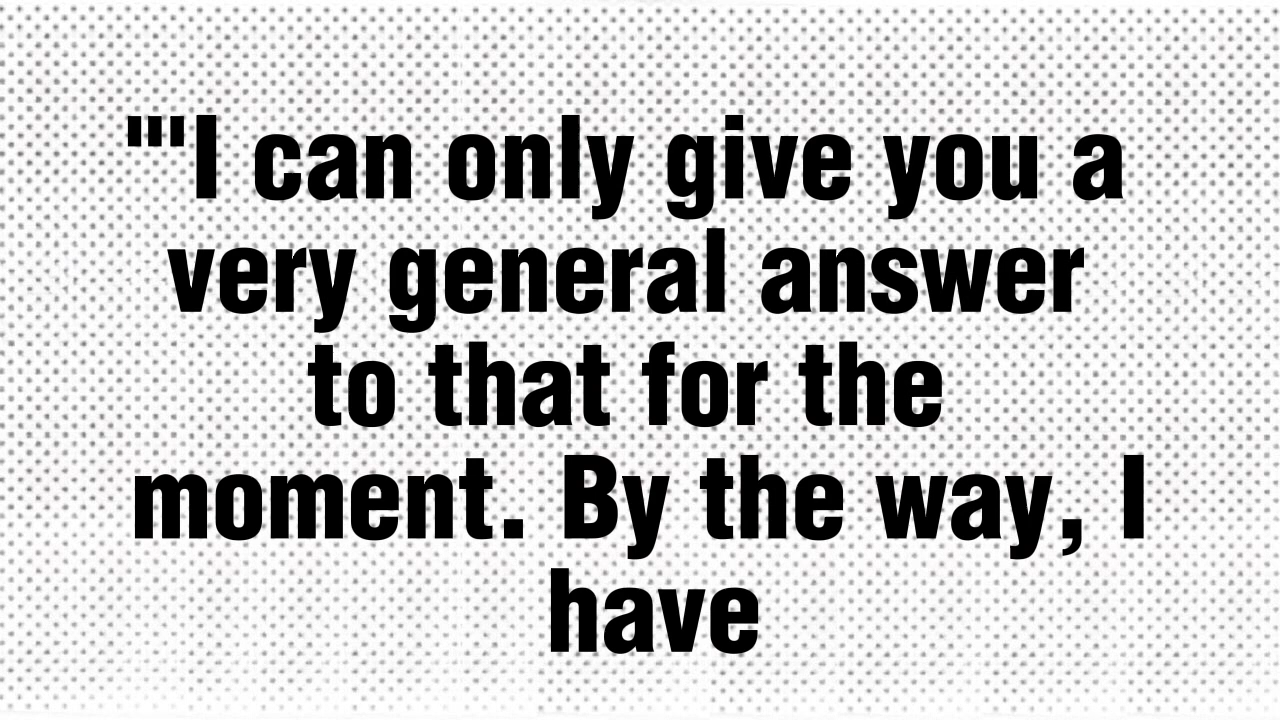 "'I can only give you a
very general answer
to that for the
moment. By the way, I
have